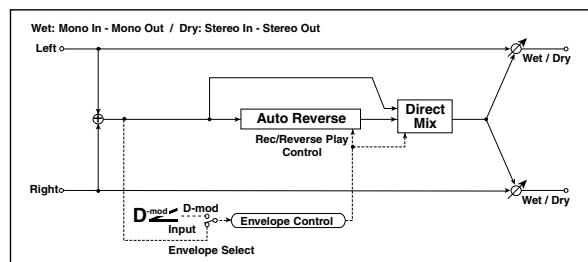 Wet: Mono In - Mono Out / Dry: Stereo In - Stereo Out
Left
Wet / Dry
Auto Reverse
Direct
Mix
Rec/Reverse Play
Control
Right
Wet / Dry
D-mod
D-mod
Input
Envelope Control
Envelope Select